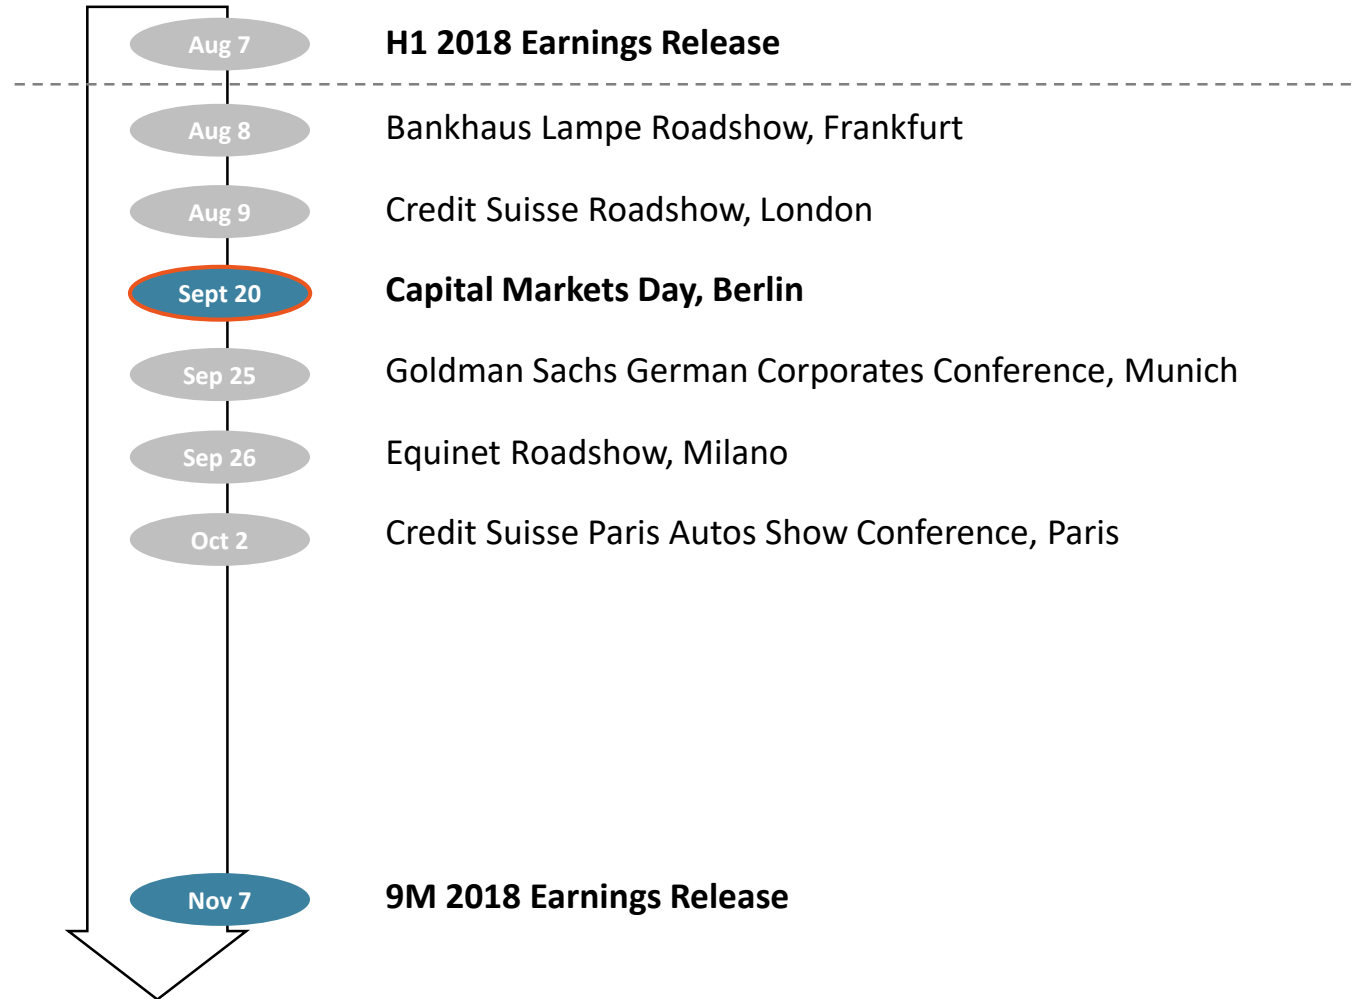 Aug 7 H1 2018 Earnings Release
Aug 8 Bankhaus Lampe Roadshow, Frankfurt
Aug 9 Credit Suisse Roadshow, London
Sept 20 Capital Markets Day, Berlin
Sep 25 Goldman Sachs German Corporates Conference, Munich
Sep 26 Equinet Roadshow, Milano
Oct 2 Credit Suisse Paris Autos Show Conference, Paris
Nov 7 9M 2018 Earnings Release